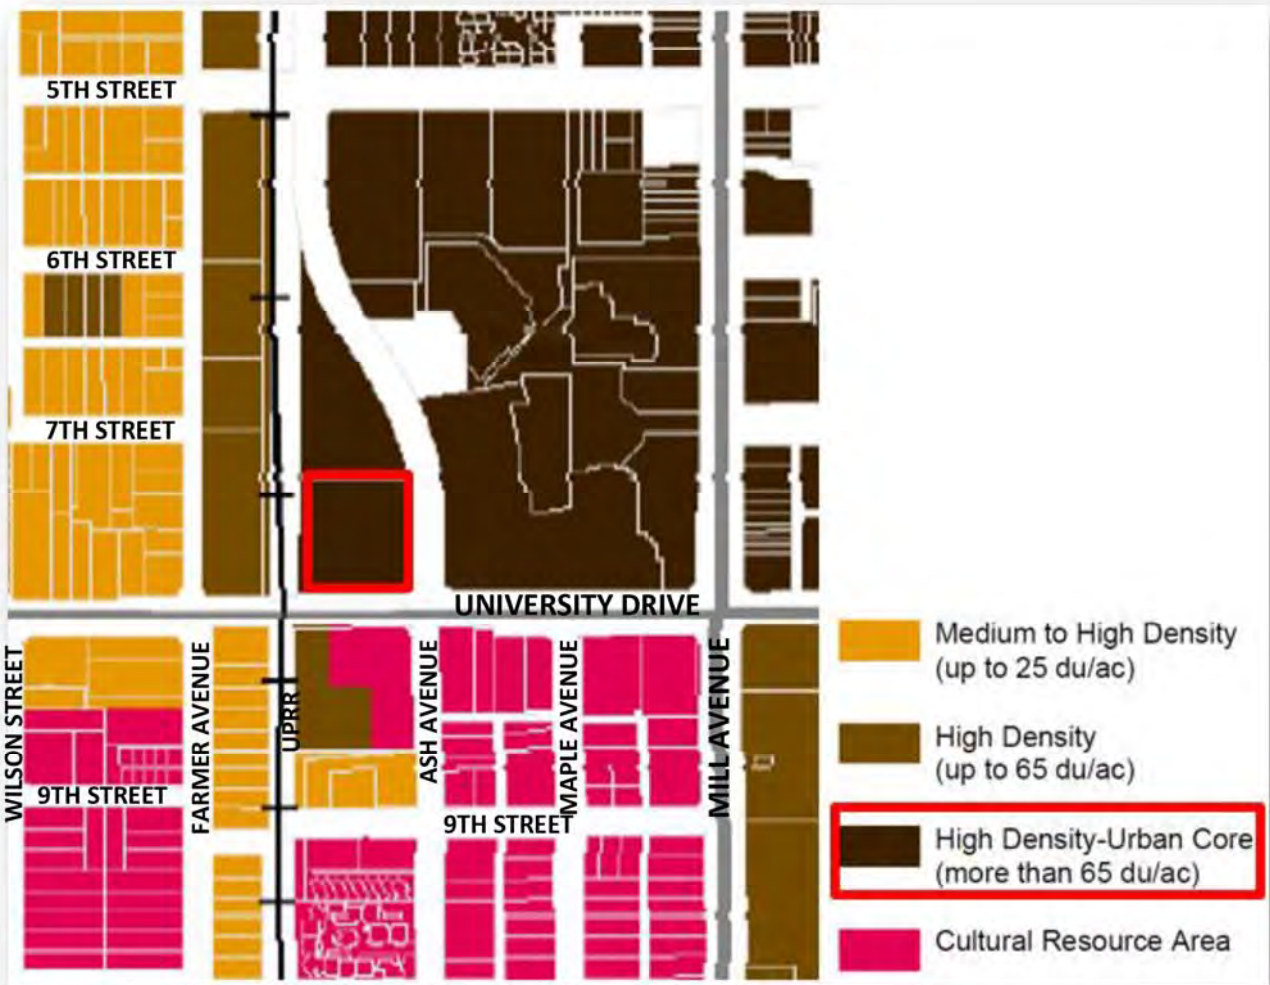 5TH STREET
6TH STREET
7TH STREET
UNIVERSITY DRIVE
WILSON STREET
FARMER AVENUE
UPRR
ASH AVENUE
MAPLE AVENUE
MILL AVENUE
9TH STREET
9TH STREET
Medium to High Density
(up to 25 du/ac)
High Density
(up to 65 du/ac)
High Density-Urban Core
(more than 65 du/ac)
Cultural Resource Area